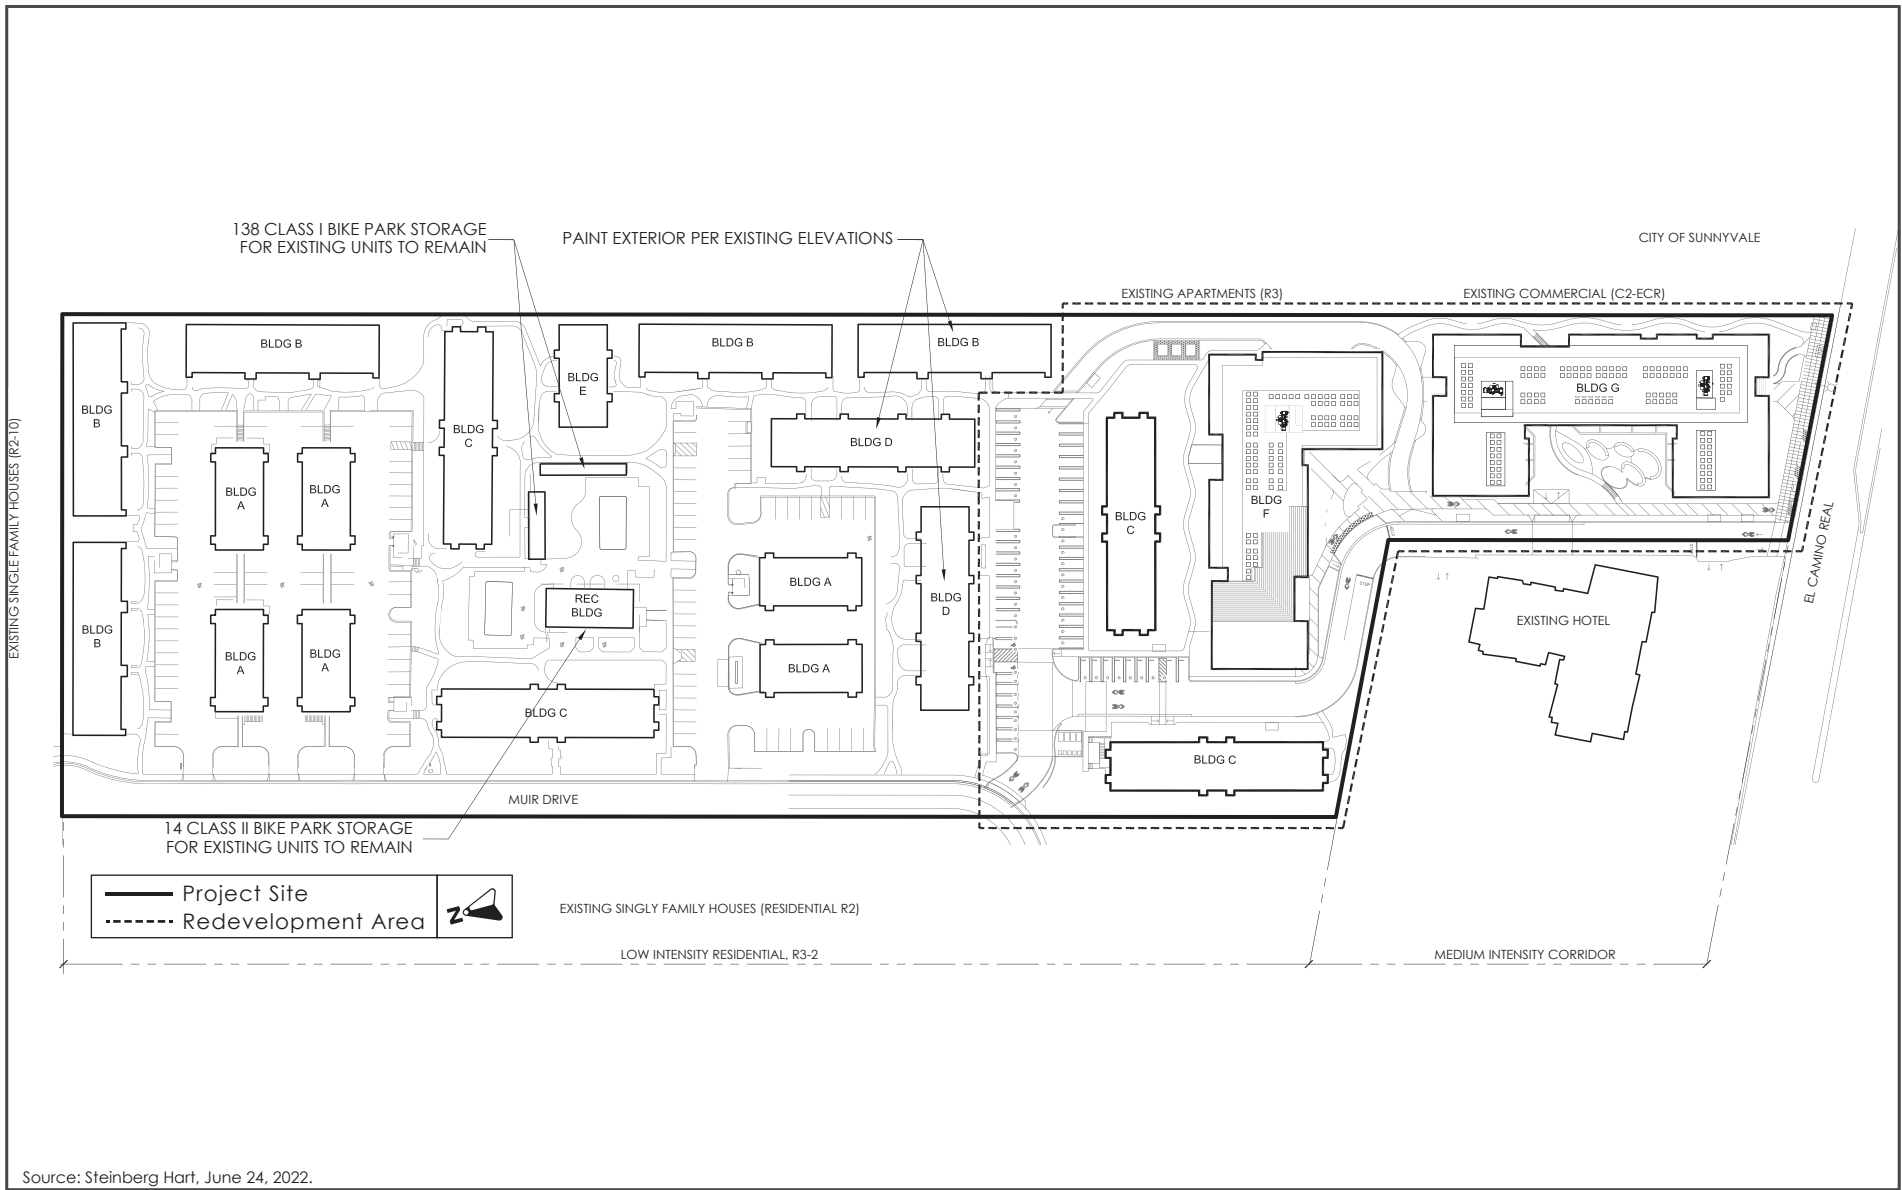 138 CLASS I BIKE PARK STORAGE
FOR EXISTING UNITS TO REMAIN
PAINT EXTERIOR PER EXISTING ELEVATIONS
CITY OF SUNNYVALE
EXISTING APARTMENTS (R3)
EXISTING COMMERCIAL (C2-ECR)
EXISTING SINGLE FAMILY HOUSES (R2-10)
BLDG
B
BLDG B
BLDG
C
BLDG
E
BLDG B
BLDG B
BLDG G
BLDG D
BLDG
A
BLDG
A
BLDG
C
BLDG
F
EL CAMINO REAL
BLDG A
BLDG
D
STOP
REC
BLDG
EXISTING HOTEL
BLDG
B
BLDG
A
BLDG
A
BLDG A
BLDG C
BLDG C
MUIR DRIVE
14 CLASS II BIKE PARK STORAGE
FOR EXISTING UNITS TO REMAIN
Project Site
Redevelopment Area
N
EXISTING SINGLY FAMILY HOUSES (RESIDENTIAL R2)
LOW INTENSITY RESIDENTIAL, R3-2
MEDIUM INTENSITY CORRIDOR
Source: Steinberg Hart, June 24, 2022.